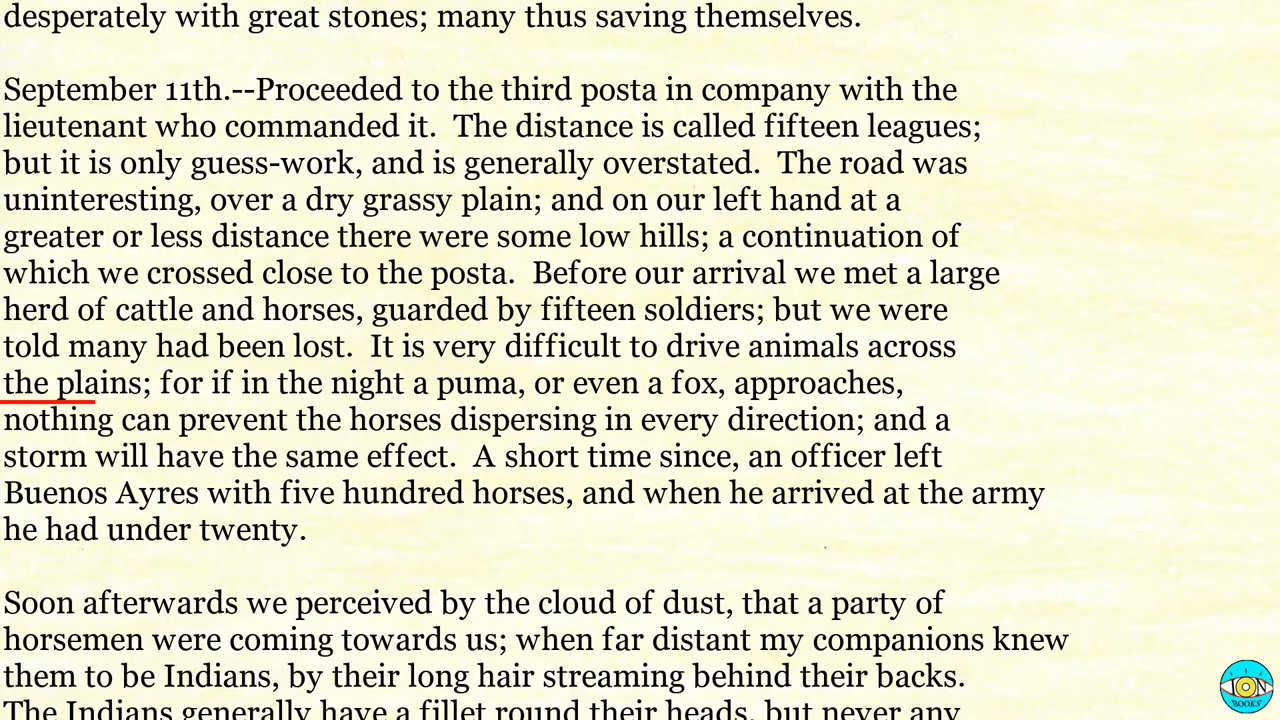 desperately with great stones; many thus saving themselves.
September 11th.--Proceeded to the third posta in company with the
lieutenant who commanded it.  The distance is called fifteen leagues;
but it is only guess-work, and is generally overstated.  The road was
uninteresting, over a dry grassy plain; and on our left hand at a
greater or less distance there were some low hills; a continuation of
which we crossed close to the posta.  Before our arrival we met a large
herd of cattle and horses, guarded by fifteen soldiers; but we were
told many had been lost.  It is very difficult to drive animals across
the plains; for if in the night a puma, or even a fox, approaches,
nothing can prevent the horses dispersing in every direction; and a
storm will have the same effect.  A short time since, an officer left
Buenos Ayres with five hundred horses, and when he arrived at the army
he had under twenty.
Soon afterwards we perceived by the cloud of dust, that a party of
horsemen were coming towards us; when far distant my companions knew
them to be Indians, by their long hair streaming behind their backs.
The Indians generally have a fillet round their heads, but never any
ION
BOOKS